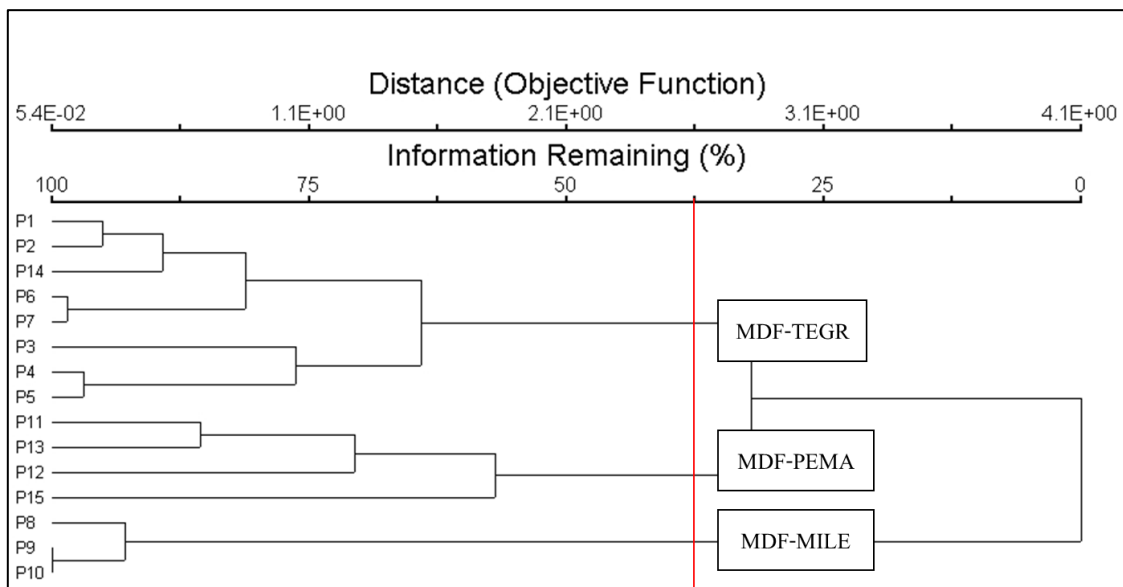 Distance (Objective Function)
5.4E-02 1.1E+00 2.1E+00 3.1E+00 4.1E+00
Information Remaining (%)
100 75 50 25 0
P1
P2
P14
P6
P7
P3
P4
P5
P11
P13
P12
P15
P8
P9
P10
MDF-TEGR
MDF-PEMA
MDF-MILE